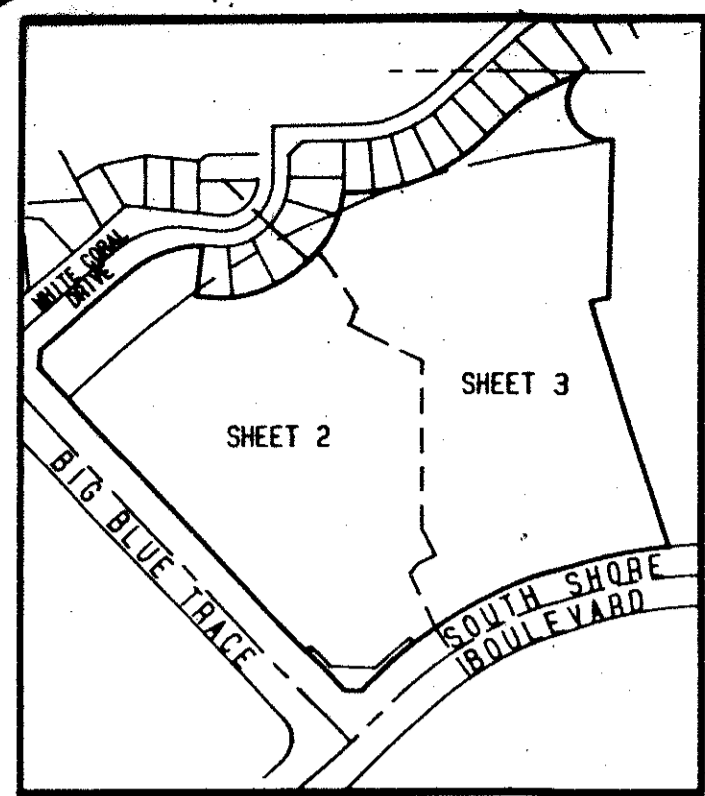 WHITE CORAL
DRIVE
SHEET 3
SHEET 2
BIG BLUE TRACE
SOUTH SHORE
BOULEVARD